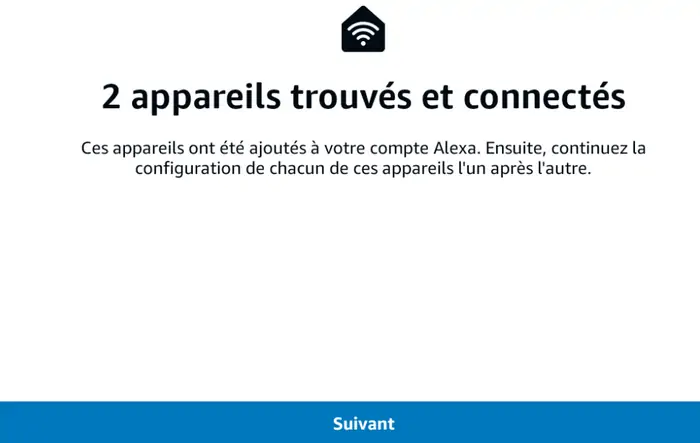 2 appareils trouvés et connectés
Ces appareils ont été ajoutés à votre compte Alexa. Ensuite, continuez la
configuration de chacun de ces appareils l'un après l'autre.
Suivant